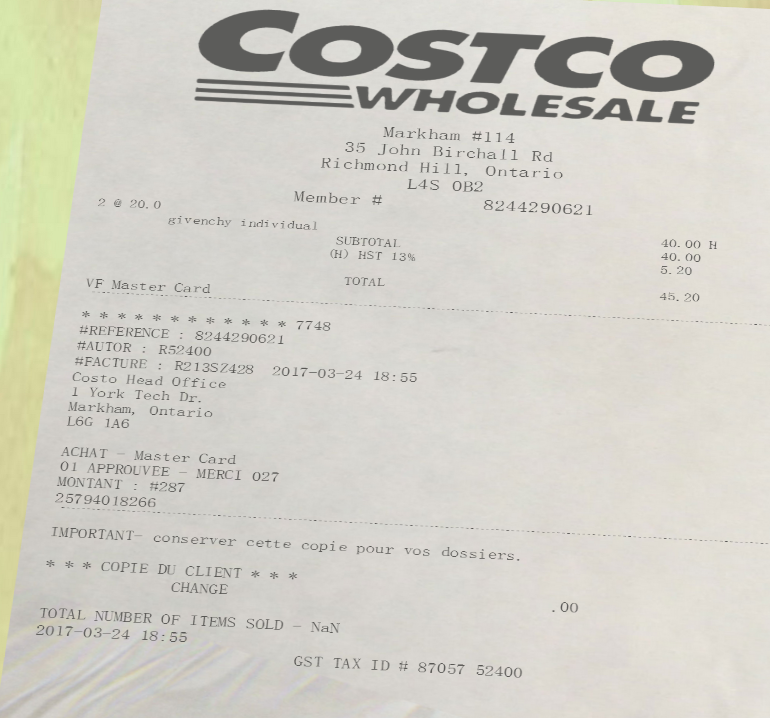 COSTCO
WHOLESALE
Markham #114
35 John Birchall Rd
Richmond Hill, Ontario
L4S 0B2
Member # 8244290621
2 @ 20.0
givenchy individual 40.00 H
SUBTOTAL 40.00
(H) HST 13% 5.20
TOTAL 45.20
VF Master Card
* * * * * * * * * * * * 7748
#REFERENCE : 8244290621
#AUTOR : R52400
#FACTURE : R213SZ428 2017-03-24 18:55
Costo Head Office
1 York Tech Dr.
Markham, Ontario
L6G 1A6
ACHAT - Master Card
01 APPROUVEE - MERCI 027
MONTANT : #287
25794018266
IMPORTANT- conserver cette copie pour vos dossiers.
* * * COPIE DU CLIENT * * *
CHANGE .00
TOTAL NUMBER OF ITEMS SOLD - NaN
2017-03-24 18:55
GST TAX ID # 87057 52400